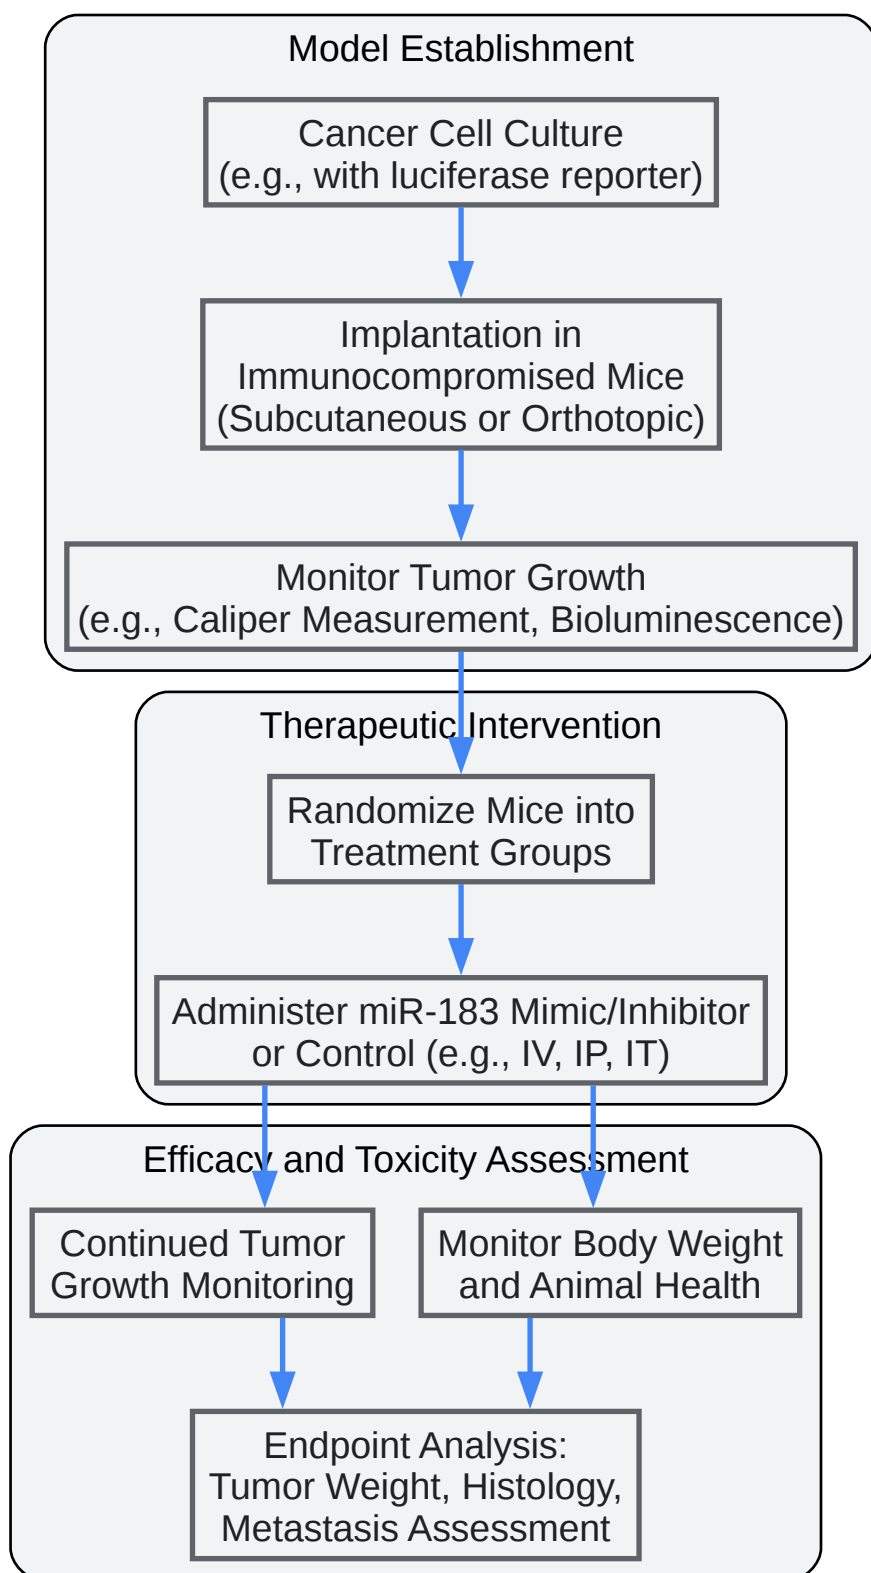 Model Establishment
Cancer Cell Culture
(e.g., with luciferase reporter)
Implantation in
Immunocompromised Mice
(Subcutaneous or Orthotopic)
Monitor Tumor Growth
(e.g., Caliper Measurement, Bioluminescence)
Therapeutic Intervention
Randomize Mice into
Treatment Groups
Administer miR-183 Mimic/Inhibitor
or Control (e.g., IV, IP, IT)
Efficacy and Toxicity Assessment
Continued Tumor
Growth Monitoring
Monitor Body Weight
and Animal Health
Endpoint Analysis:
Tumor Weight, Histology,
Metastasis Assessment